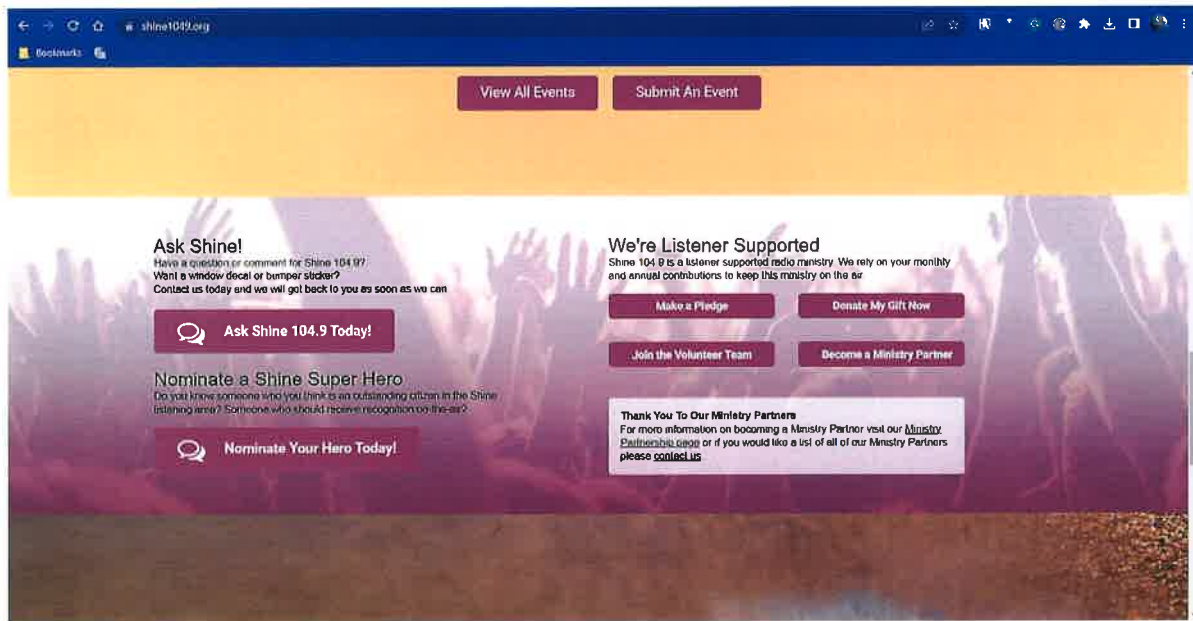 shine1049.org
Bookmarks
View All Events
Submit An Event
Ask Shine!
Have a question or comment for Shine 104.9?
Want a window decal or bumper sticker?
Contact us today and we will get back to you as soon as we can
Ask Shine 104.9 Today!
Nominate a Shine Super Hero
Do you know someone who you think is an outstanding citizen in the Shine
listening area? Someone who should receive recognition on-the-air?
Nominate Your Hero Today!
We're Listener Supported
Shine 104.9 is a listener supported radio ministry. We rely on your monthly
and annual contributions to keep this ministry on the air
Make a Pledge
Donate My Gift Now
Join the Volunteer Team
Become a Ministry Partner
Thank You To Our Ministry Partners
For more information on becoming a Ministry Partner visit our Ministry
Partnership page or if you would like a list of all of our Ministry Partners
please contact us